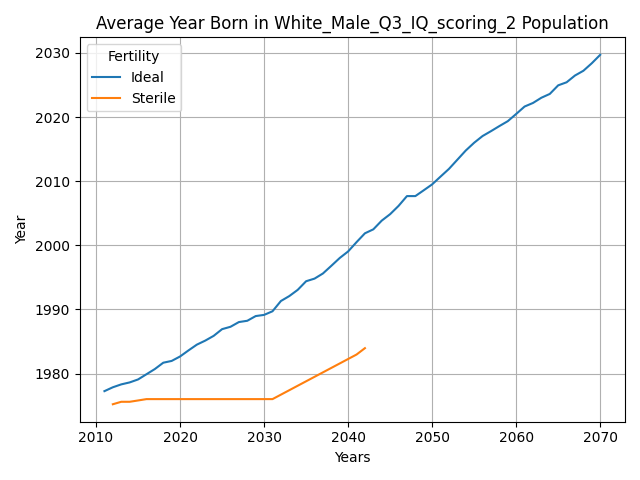 Average Year Born in White_Male_Q3_IQ_scoring_2 Population
Fertility
Ideal
Sterile
2030
2020
2010
2000
1990
1980
Year
2010 2020 2030 2040 2050 2060 2070
Years